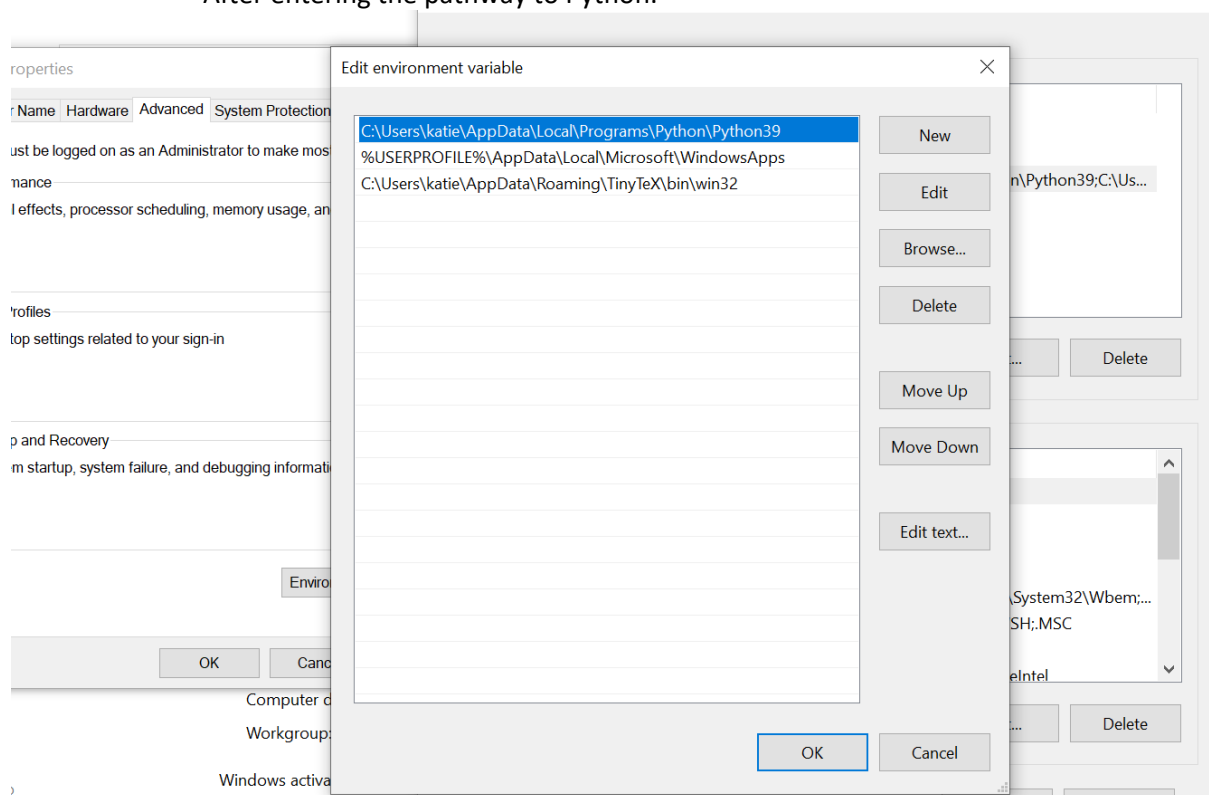 After entering the pathway to Python:
roperties
Edit environment variable
r Name Hardware Advanced System Protection
ust be logged on as an Administrator to make most
mance
l effects, processor scheduling, memory usage, an
rofiles
top settings related to your sign-in
p and Recovery
m startup, system failure, and debugging informati
Enviro
OK Canc
Computer d
Workgroup:
Windows activa
C:\Users\katie\AppData\Local\Programs\Python\Python39
%USERPROFILE%\AppData\Local\Microsoft\WindowsApps
C:\Users\katie\AppData\Roaming\TinyTeX\bin\win32
New
Edit
Browse...
Delete
Move Up
Move Down
Edit text...
OK Cancel
n\Python39;C:\Us...
... Delete
\System32\Wbem;...
SH;.MSC
eIntel
... Delete